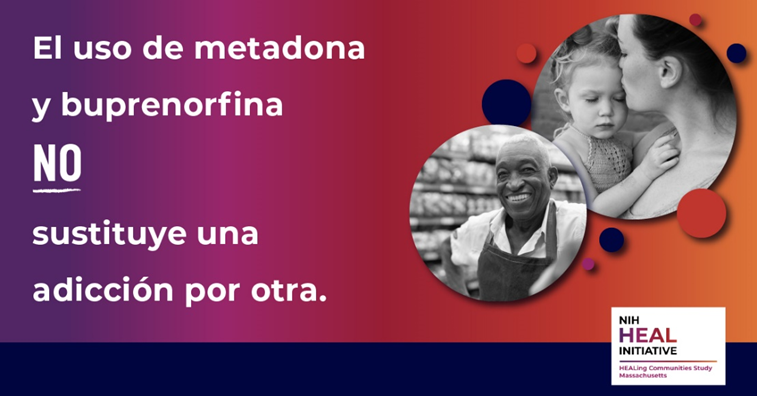 El uso de metadona
y buprenorfina
NO
sustituye una
adicción por otra.
NIH
HEAL
INITIATIVE
HEALing Communities Study
Massachusetts